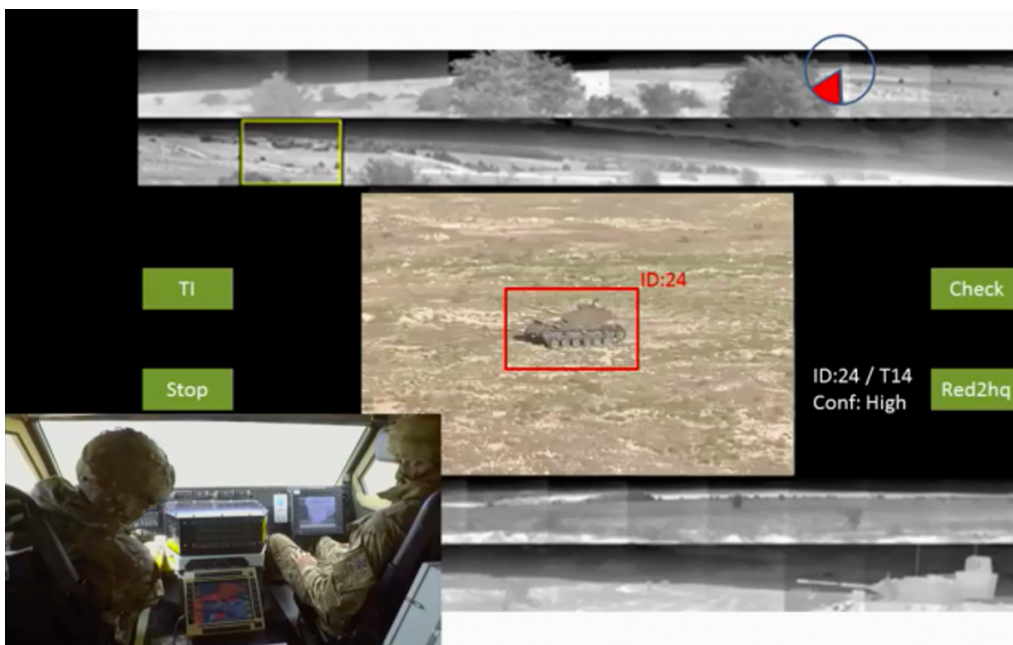 ID:24
TI
Check
ID:24 / T14
Conf: High
Stop
Red2hq